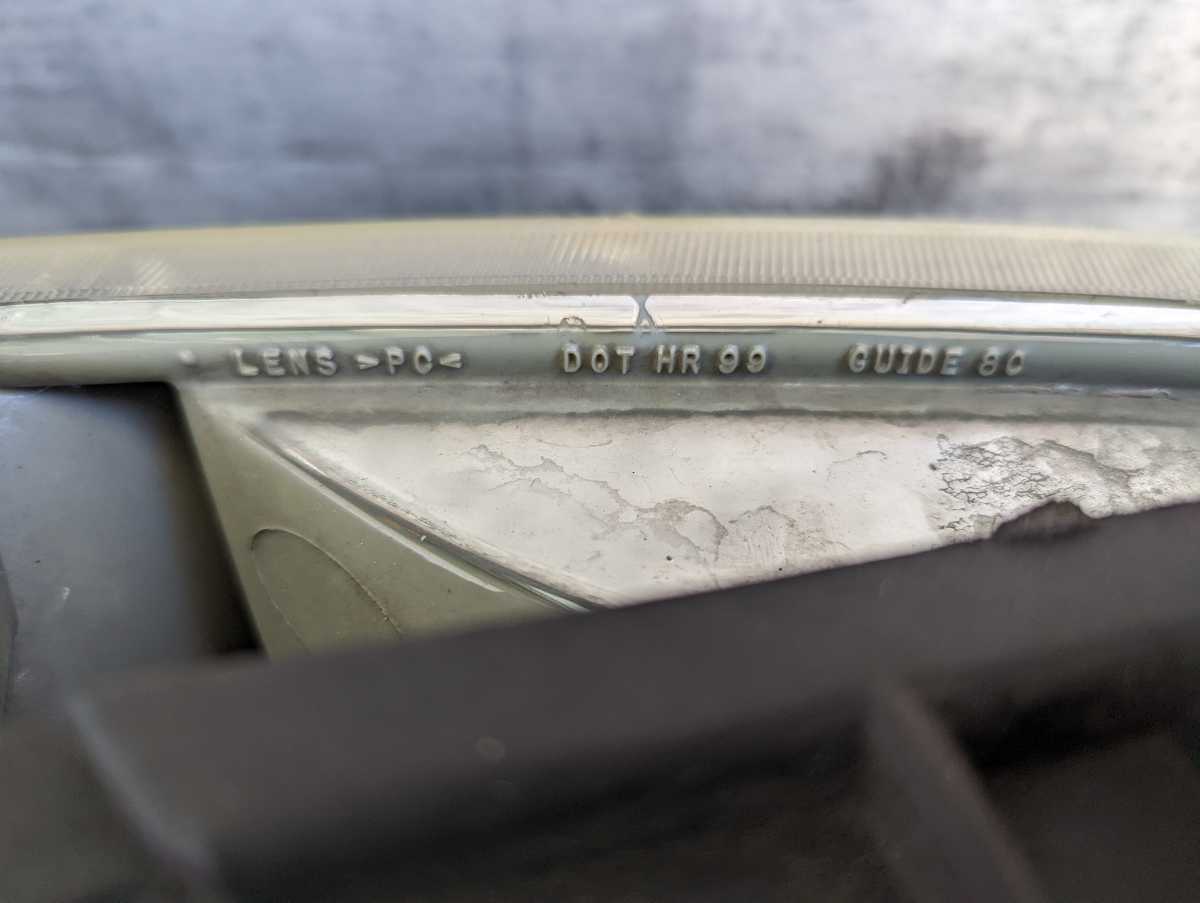 LENS >PC< DOT HR 99 GUIDE 80